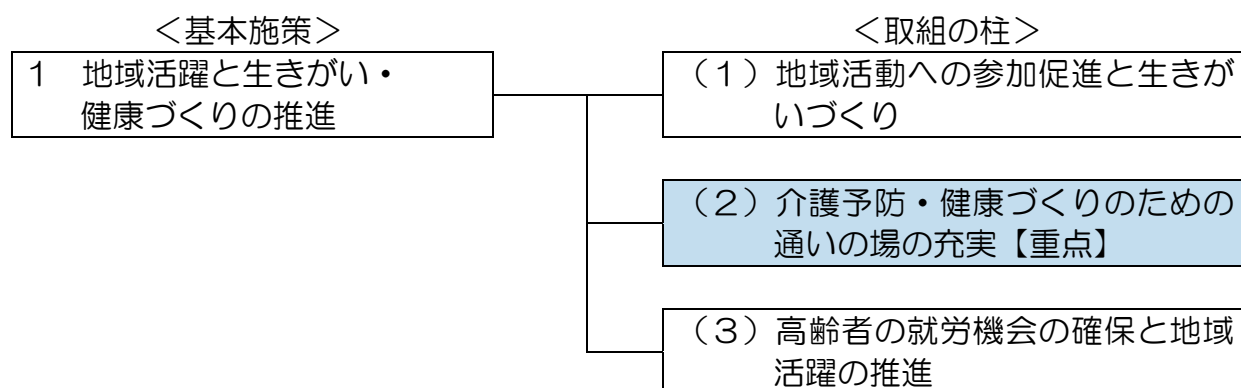 ＜基本施策＞
１　地域活躍と生きがい・
健康づくりの推進
＜取組の柱＞
（１）地域活動への参加促進と生きが
いづくり
（２）介護予防・健康づくりのための
通いの場の充実【重点】
（３）高齢者の就労機会の確保と地域
活躍の推進